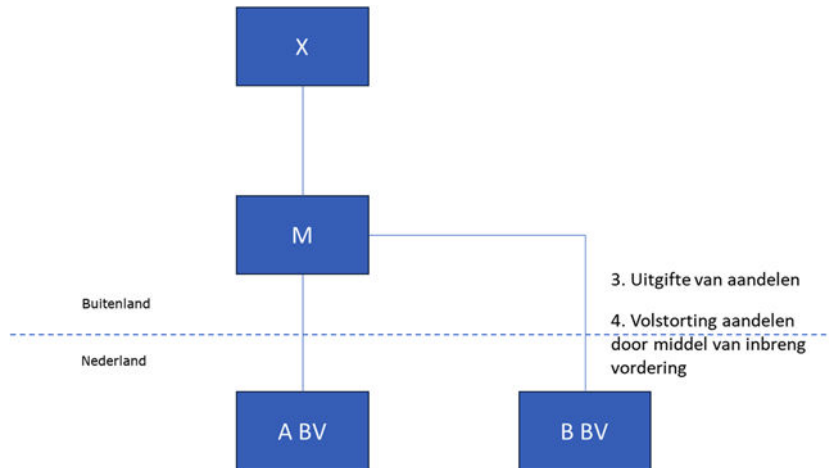 X
M
3. Uitgifte van aandelen
Buitenland
4. Volstorting aandelen
door middel van inbreng
vordering
Nederland
A BV
B BV